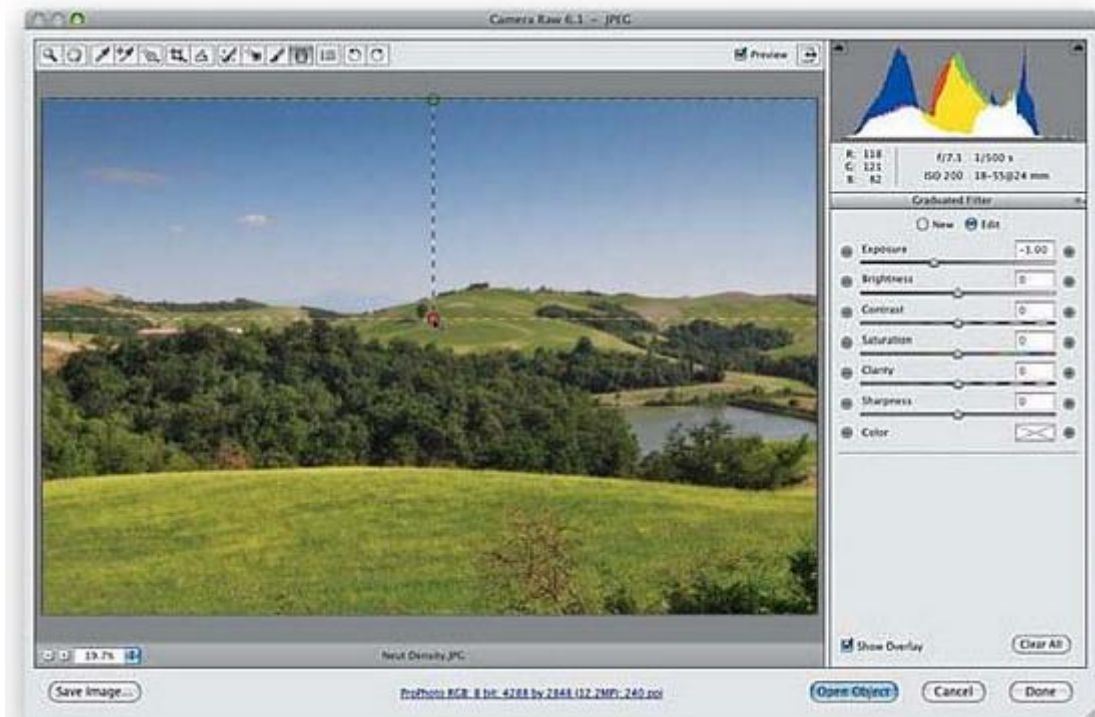 Camera Raw 6.1 – JPEG
Preview
R: 118
G: 121
B: 62
f/7.1 1/500 s
ISO 200 18-55@24 mm
Graduated Filter
New Edit
Exposure -1.00
Brightness 0
Contrast 0
Saturation 0
Clarity 0
Sharpness 0
Color
Show Overlay
Clear All
19.7%
Neut Density.JPG
Save Image...
ProPhoto RGB; 8 bit; 4288 by 2848 (12.2MP); 240 ppi
Open Object
Cancel
Done